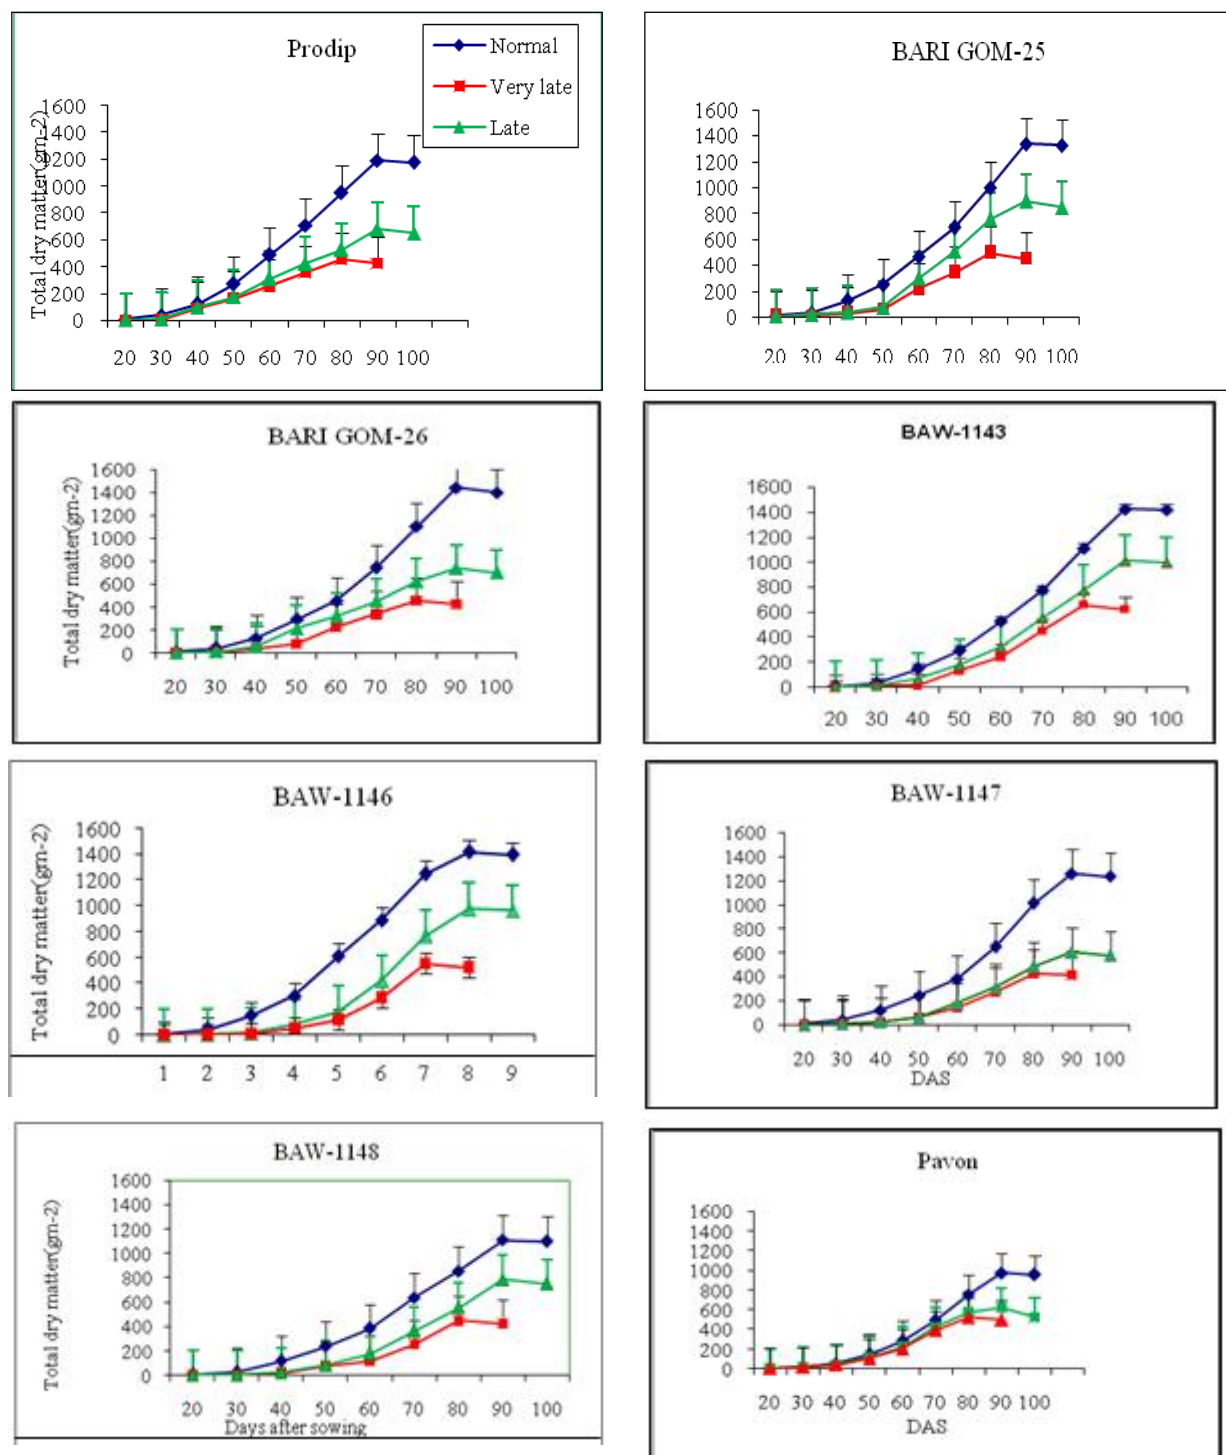 Prodip
Normal
Very late
Late
Total dry matter(gm-2)
1600
1400
1200
1000
800
600
400
200
0
20 30 40 50 60 70 80 90 100
BARI GOM-25
1600
1400
1200
1000
800
600
400
200
0
20 30 40 50 60 70 80 90 100
BARI GOM-26
Total dry matter(gm-2)
1600
1400
1200
1000
800
600
400
200
0
20 30 40 50 60 70 80 90 100
BAW-1143
1600
1400
1200
1000
800
600
400
200
0
20 30 40 50 60 70 80 90 100
BAW-1146
Total dry matter(gm-2)
1600
1400
1200
1000
800
600
400
200
0
1 2 3 4 5 6 7 8 9
BAW-1147
1600
1400
1200
1000
800
600
400
200
0
20 30 40 50 60 70 80 90 100
DAS
BAW-1148
Total dry matter(gm-2)
1600
1400
1200
1000
800
600
400
200
0
20 30 40 50 60 70 80 90 100
Days after sowing
Pavon
1600
1400
1200
1000
800
600
400
200
0
20 30 40 50 60 70 80 90 100
DAS